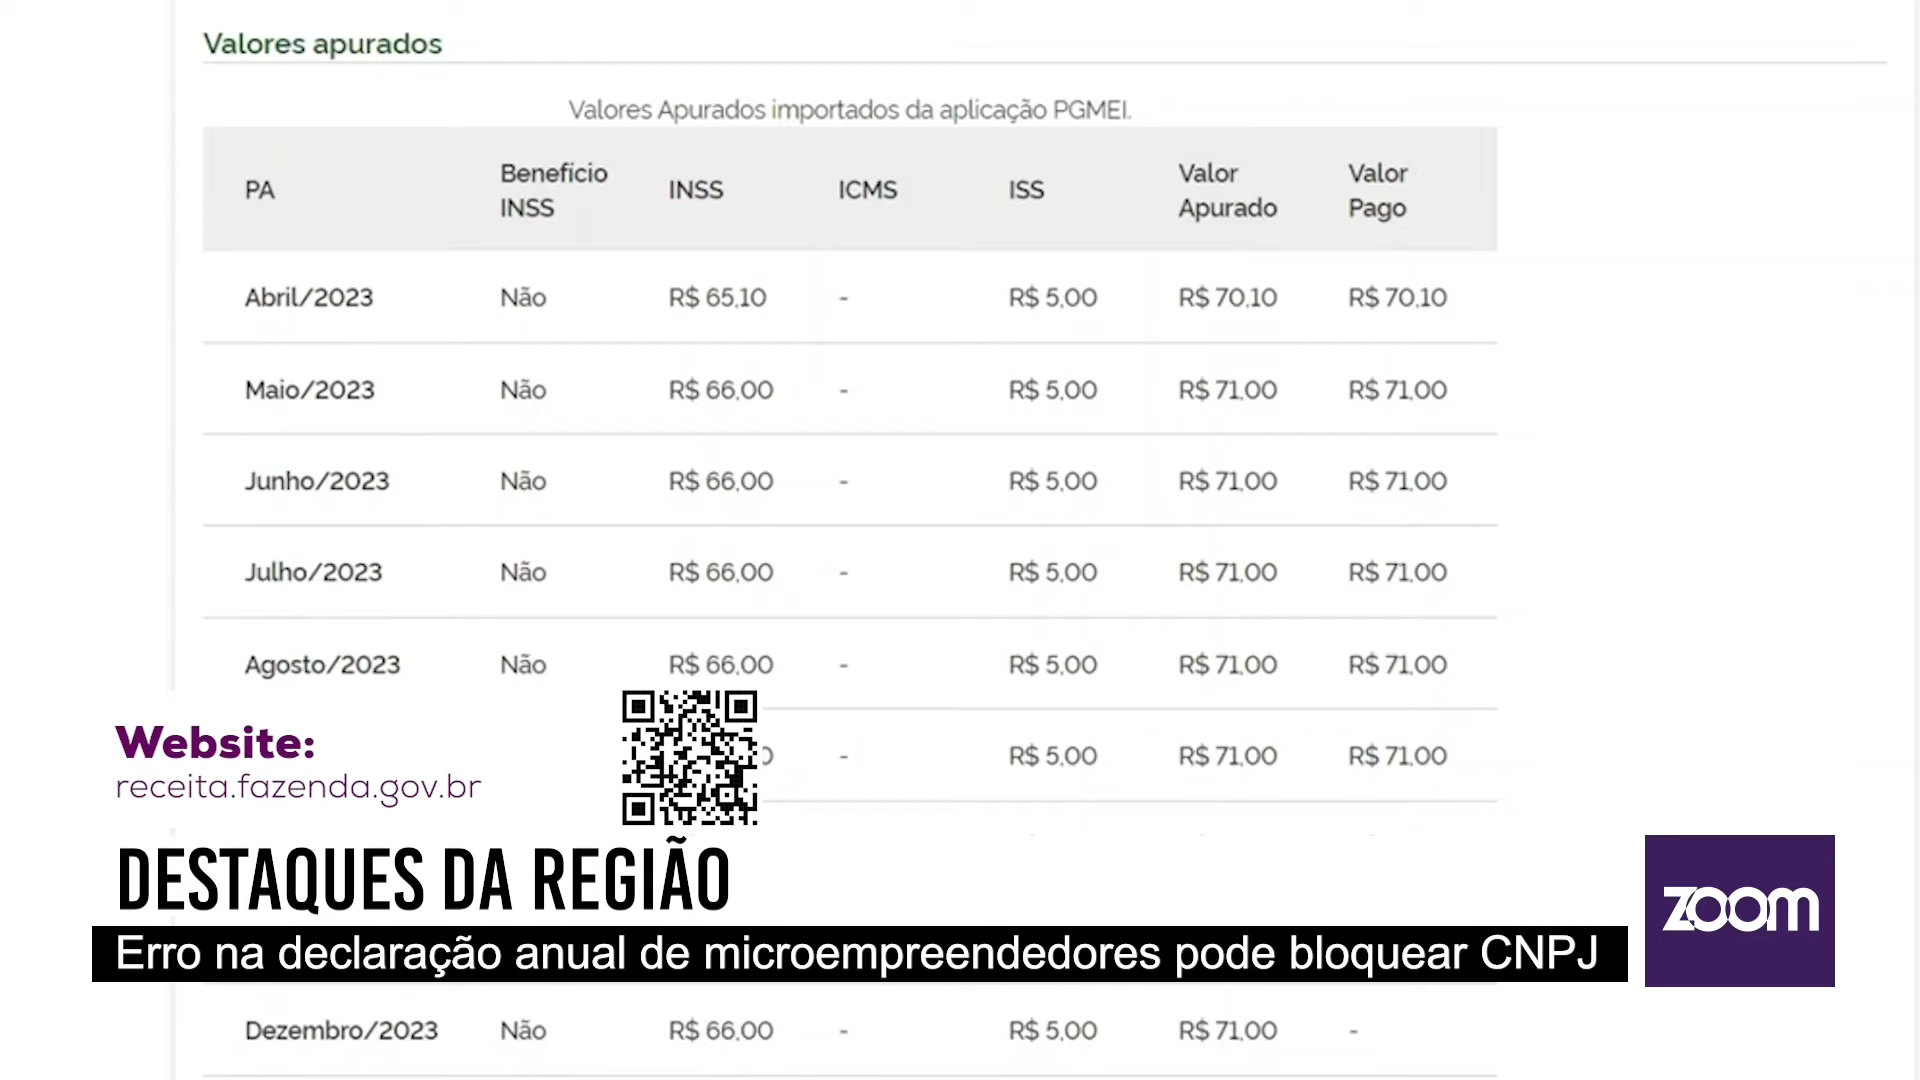 Valores apurados
Valores Apurados importados da aplicação PGMEI.
PA Benefício INSS INSS ICMS ISS Valor Apurado Valor Pago
Abril/2023 Não R$ 65,10 - R$ 5,00 R$ 70,10 R$ 70,10
Maio/2023 Não R$ 66,00 - R$ 5,00 R$ 71,00 R$ 71,00
Junho/2023 Não R$ 66,00 - R$ 5,00 R$ 71,00 R$ 71,00
Julho/2023 Não R$ 66,00 - R$ 5,00 R$ 71,00 R$ 71,00
Agosto/2023 Não R$ 66,00 - R$ 5,00 R$ 71,00 R$ 71,00
- R$ 5,00 R$ 71,00 R$ 71,00
Website:
receita.fazenda.gov.br
DESTAQUES DA REGIÃO
Erro na declaração anual de microempreendedores pode bloquear CNPJ
zoom
Dezembro/2023 Não R$ 66,00 - R$ 5,00 R$ 71,00 -